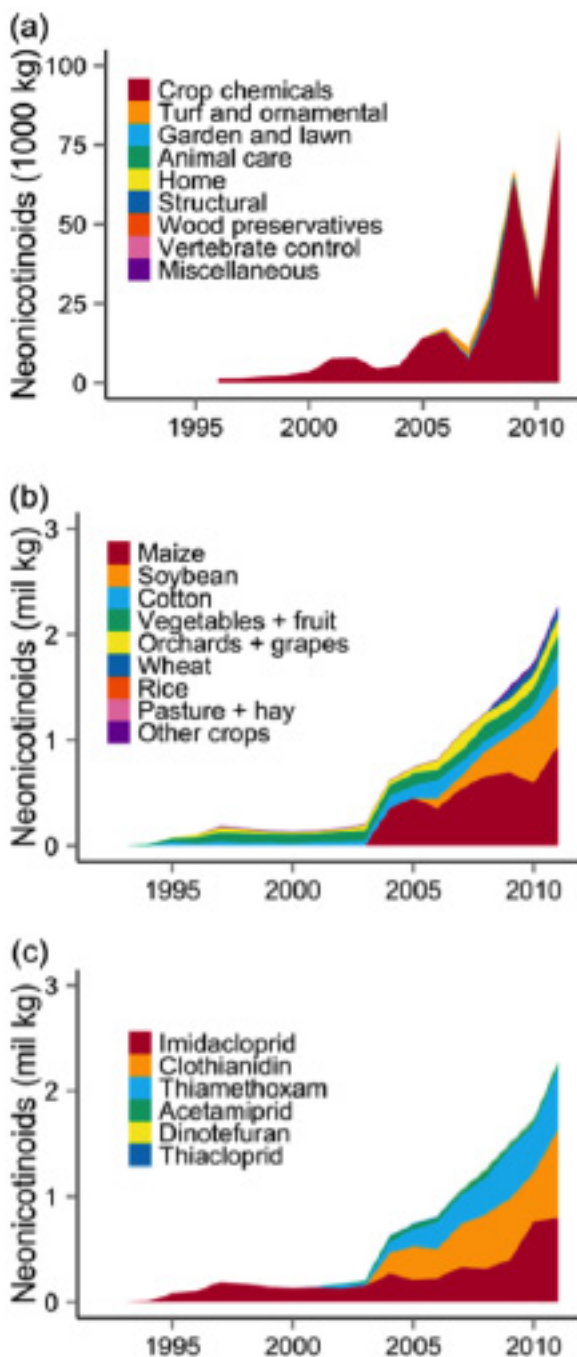 (a)
Neonicotinoids (1000 kg)
100
75
50
25
0
Crop chemicals
Turf and ornamental
Garden and lawn
Animal care
Home
Structural
Wood preservatives
Vertebrate control
Miscellaneous
1995 2000 2005 2010
(b)
Neonicotinoids (mil kg)
3
2
1
0
Maize
Soybean
Cotton
Vegetables + fruit
Orchards + grapes
Wheat
Rice
Pasture + hay
Other crops
1995 2000 2005 2010
(c)
Neonicotinoids (mil kg)
3
2
1
0
Imidacloprid
Clothianidin
Thiamethoxam
Acetamiprid
Dinotefuran
Thiacloprid
1995 2000 2005 2010